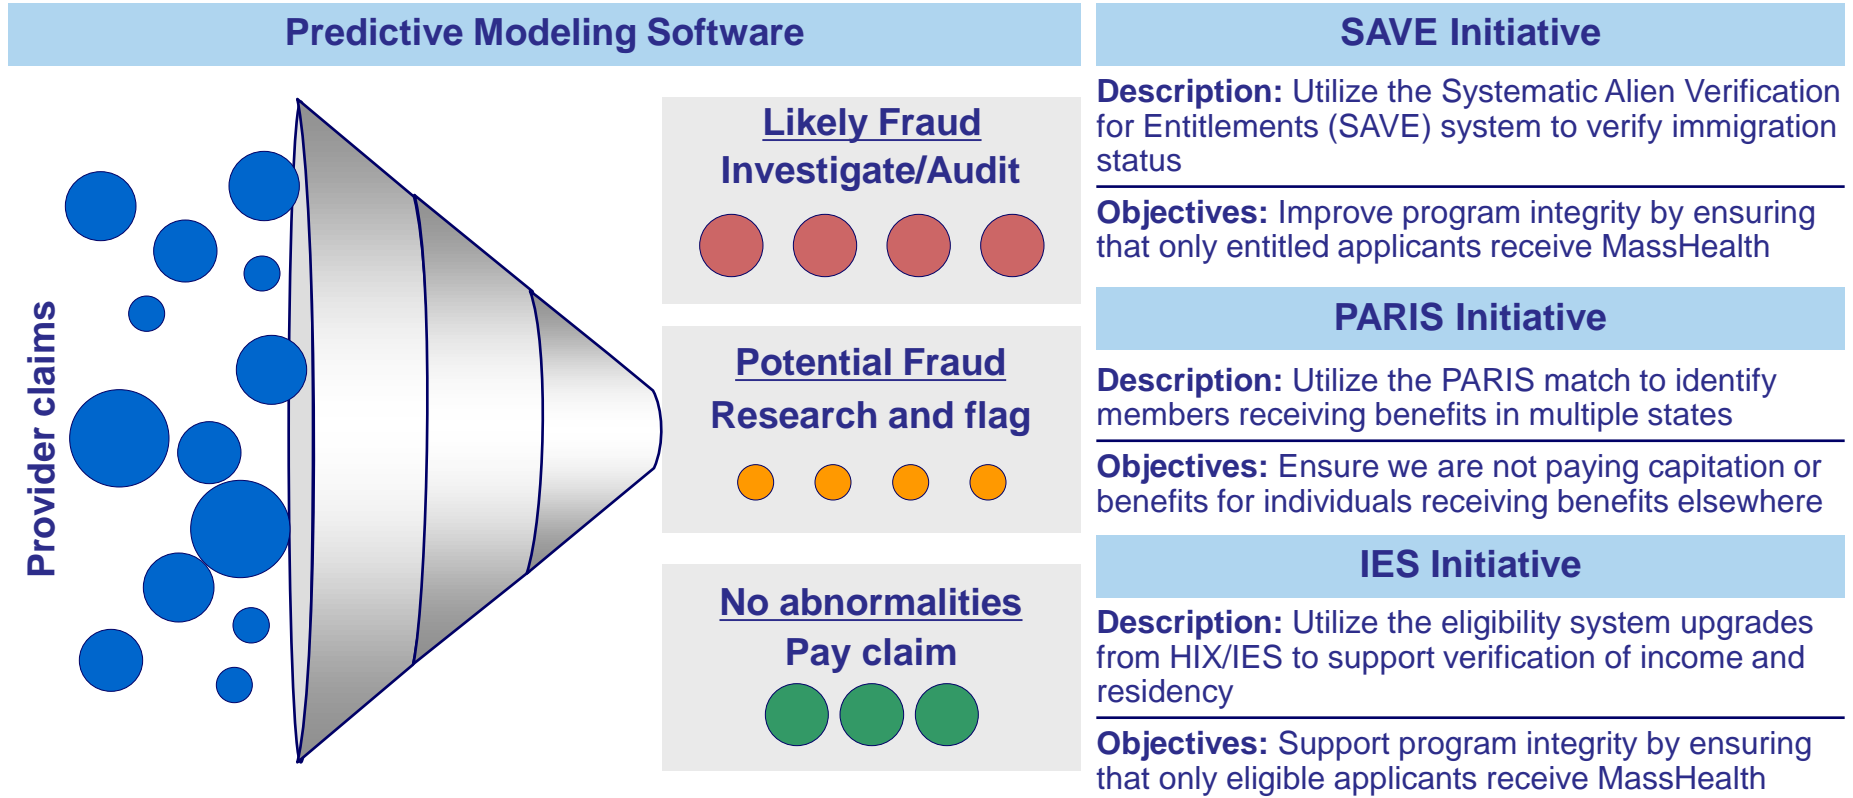 Predictive Modeling Software
Provider claims
Likely Fraud
Investigate/Audit
Potential Fraud
Research and flag
No abnormalities
Pay claim
SAVE Initiative
Description: Utilize the Systematic Alien Verification
for Entitlements (SAVE) system to verify immigration
status
Objectives: Improve program integrity by ensuring
that only entitled applicants receive MassHealth
PARIS Initiative
Description: Utilize the PARIS match to identify
members receiving benefits in multiple states
Objectives: Ensure we are not paying capitation or
benefits for individuals receiving benefits elsewhere
IES Initiative
Description: Utilize the eligibility system upgrades
from HIX/IES to support verification of income and
residency
Objectives: Support program integrity by ensuring
that only eligible applicants receive MassHealth